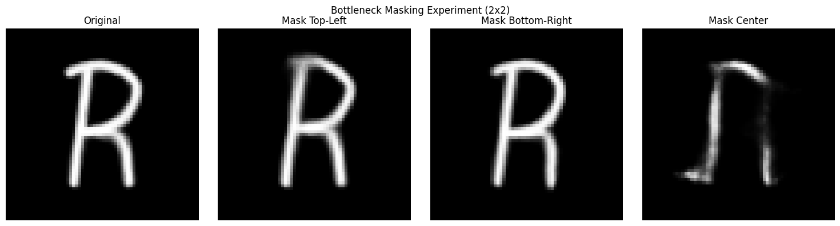 Bottleneck Masking Experiment (2x2)
Original Mask Top-Left Mask Bottom-Right Mask Center
R R R